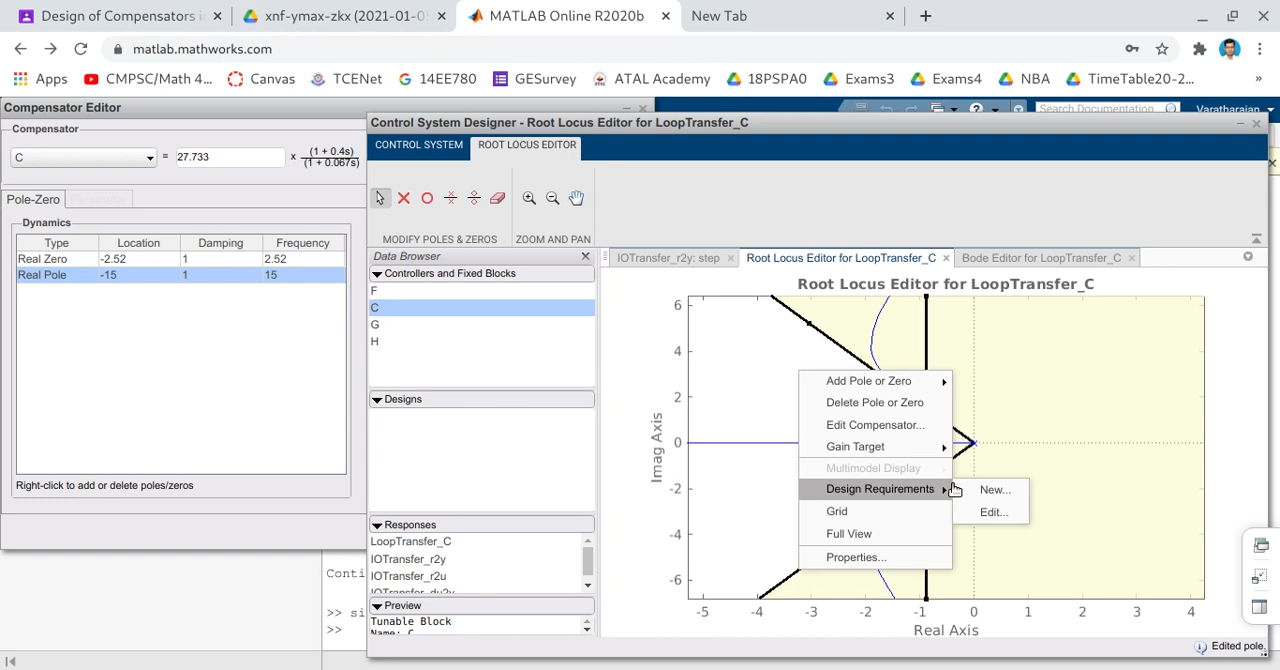 Design of Compensators i
xnf-ymax-zkx (2021-01-0
MATLAB Online R2020b
New Tab
matlab.mathworks.com
Apps
CMPSC/Math 4...
Canvas
TCENet
14EE780
GESurvey
ATAL Academy
18PSPA0
Exams3
Exams4
NBA
TimeTable20-2...
»
Search Documentation
Varatharajan
Compensator Editor
Compensator
C
=
27.733
x
(1 + 0.4s)
(1 + 0.067s)
Pole-Zero
Dynamics
Type Location Damping Frequency
Real Zero -2.52 1 2.52
Real Pole -15 1 15
Right-click to add or delete poles/zeros
Conti
>> si
>>
Control System Designer - Root Locus Editor for LoopTransfer_C
CONTROL SYSTEM
ROOT LOCUS EDITOR
MODIFY POLES & ZEROS
ZOOM AND PAN
Data Browser
Controllers and Fixed Blocks
F
C
G
H
Designs
Responses
LoopTransfer_C
IOTransfer_r2y
IOTransfer_r2u
IOTransfer_du2y
Preview
Tunable Block
Name: C
IOTransfer_r2y: step
Root Locus Editor for LoopTransfer_C
Bode Editor for LoopTransfer_C
Root Locus Editor for LoopTransfer_C
Imag Axis
6
4
2
0
-2
-4
-6
-5 -4 -3 -2 -1 0 1 2 3 4
Real Axis
Add Pole or Zero
Delete Pole or Zero
Edit Compensator...
Gain Target
Multimodel Display
Design Requirements
Grid
Full View
Properties...
New...
Edit...
Edited pole.